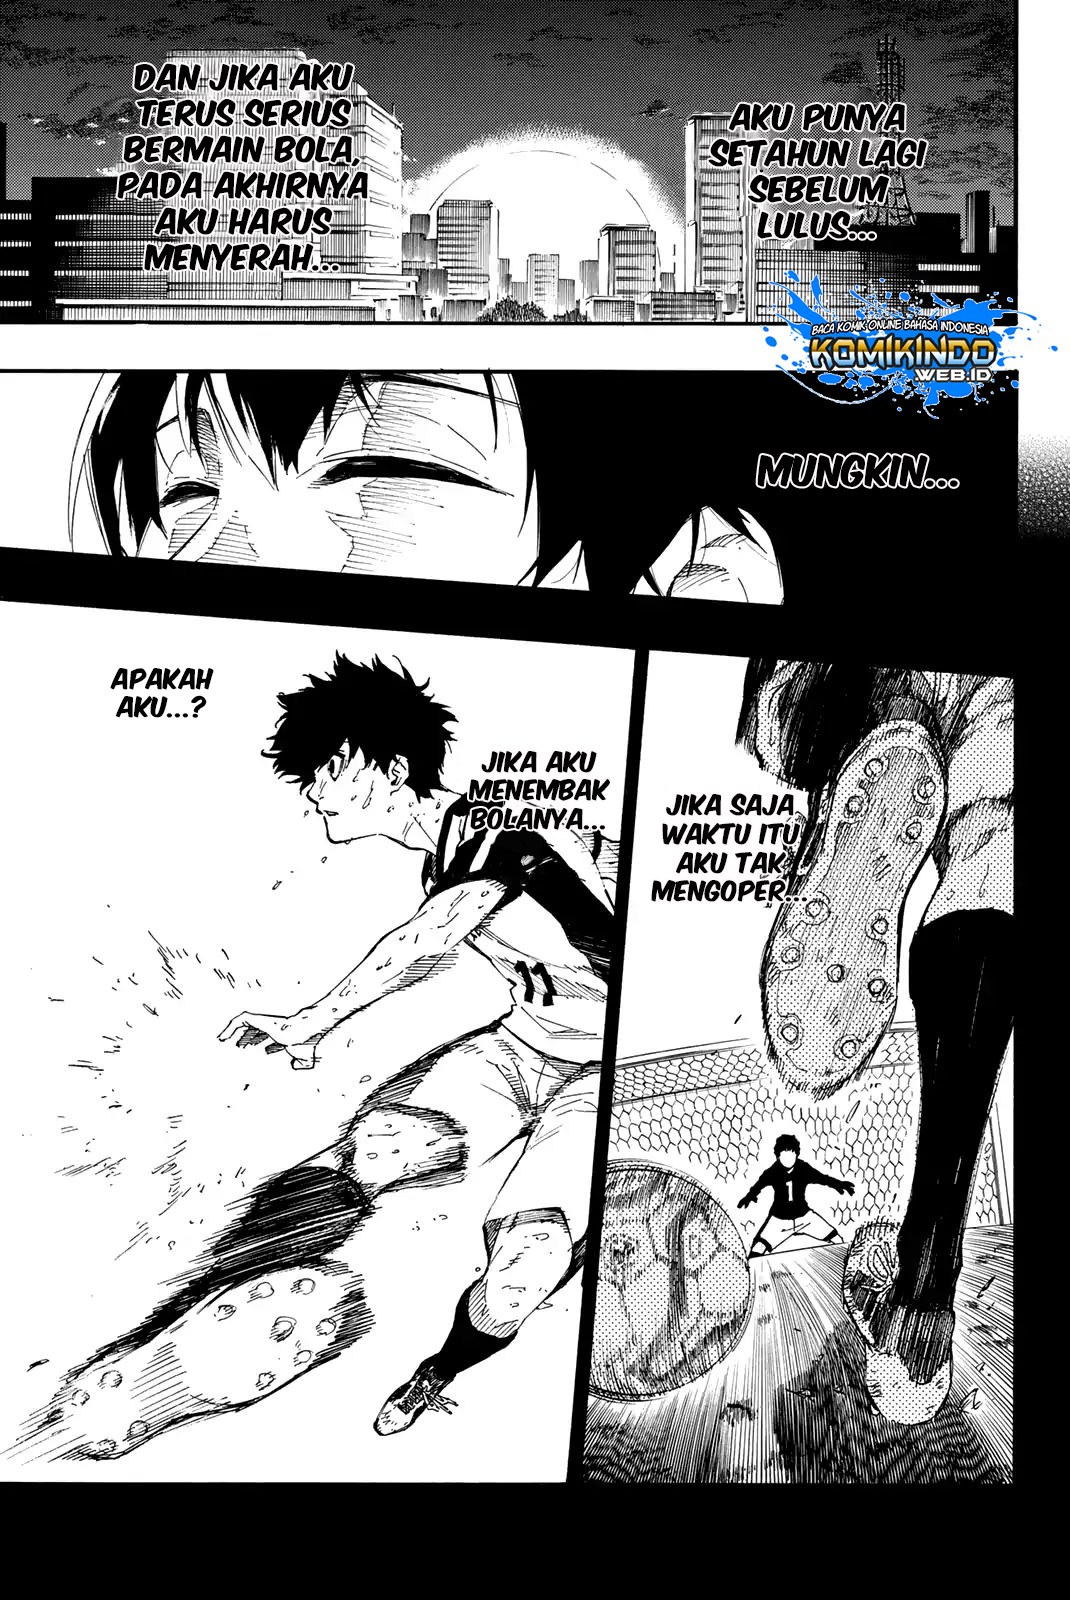 AKU PUNYA
SETAHUN LAGI
SEBELUM
LULUS...
DAN JIKA AKU
TERUS SERIUS
BERMAIN BOLA,
PADA AKHIRNYA
AKU HARUS
MENYERAH...
BACA KOMIK ONLINE BAHASA INDONESIA
KOMIKINDO
WEB.ID
MUNGKIN...
JIKA SAJA
WAKTU ITU
AKU TAK
MENGOPER...
1
JIKA AKU
MENEMBAK
BOLANYA...
11
APAKAH
AKU...?